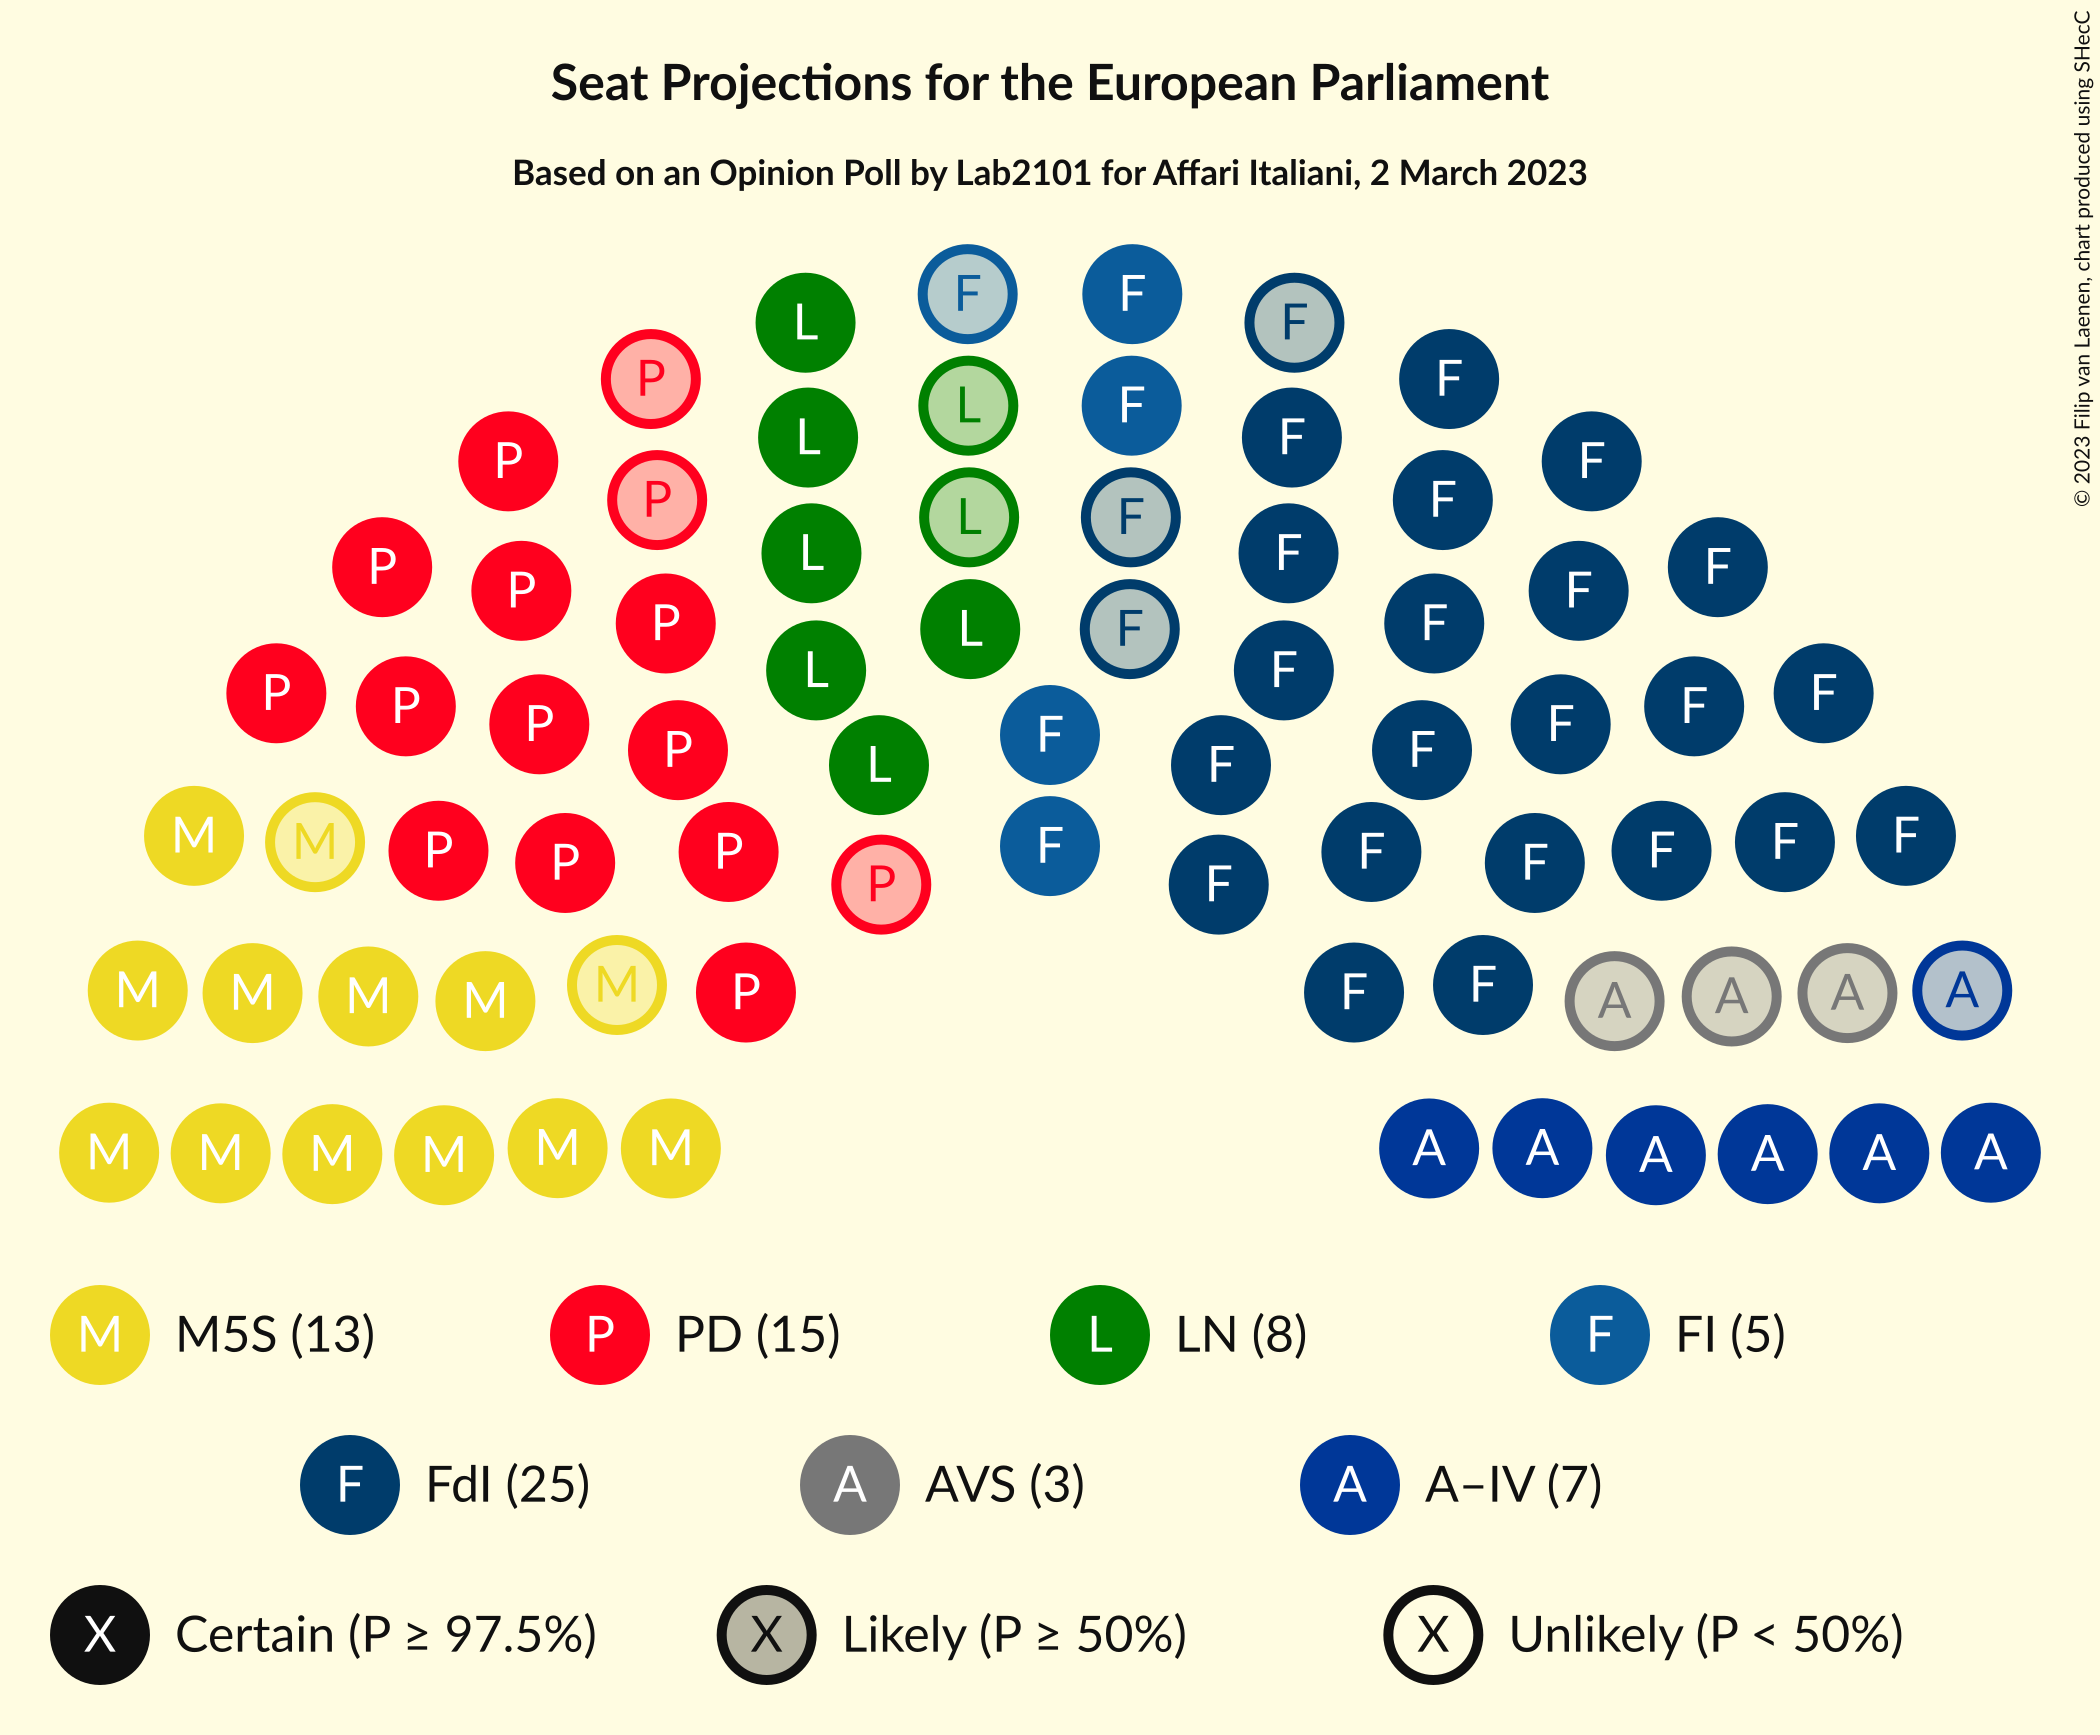 Seat Projections for the European Parliament
Based on an Opinion Poll by Lab2101 for Affari Italiani, 2 March 2023
© 2023 Filip van Laenen, chart produced using SHecC
F F
L F
P F
L F
L F
P F
P P F F
L F
L F
P F
P F
P F
L F
P F
L F
P P F F
P F
P F
F
P F
L F
M F
M F F
P P F F
P F
P F
M M F A
M M A A
M M A A
P F
M M M M M M A A A A A A
M M5S (13) P PD (15) L LN (8) F FI (5)
F FdI (25) A AVS (3) A A–IV (7)
X Certain (P ≥ 97.5%) X Likely (P ≥ 50%) X Unlikely (P < 50%)